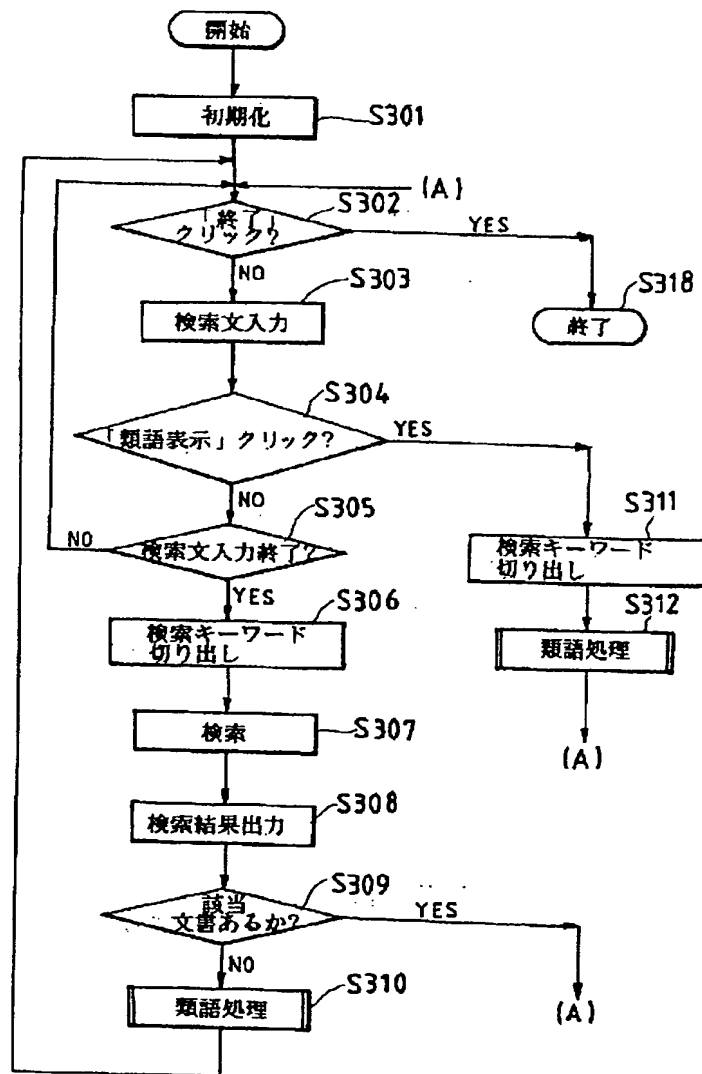 開始
初期化
S301
(A)
S302
「終了」
クリック?
YES
NO
S303
検索文入力
S318
終了
S304
「類語表示」クリック?
YES
NO
S305
検索文入力終了?
NO
YES
S311
検索キーワード
切り出し
S306
検索キーワード
切り出し
S312
類語処理
検索
S307
(A)
S308
検索結果出力
S309
該当
文書あるか?
YES
NO
S310
類語処理
(A)